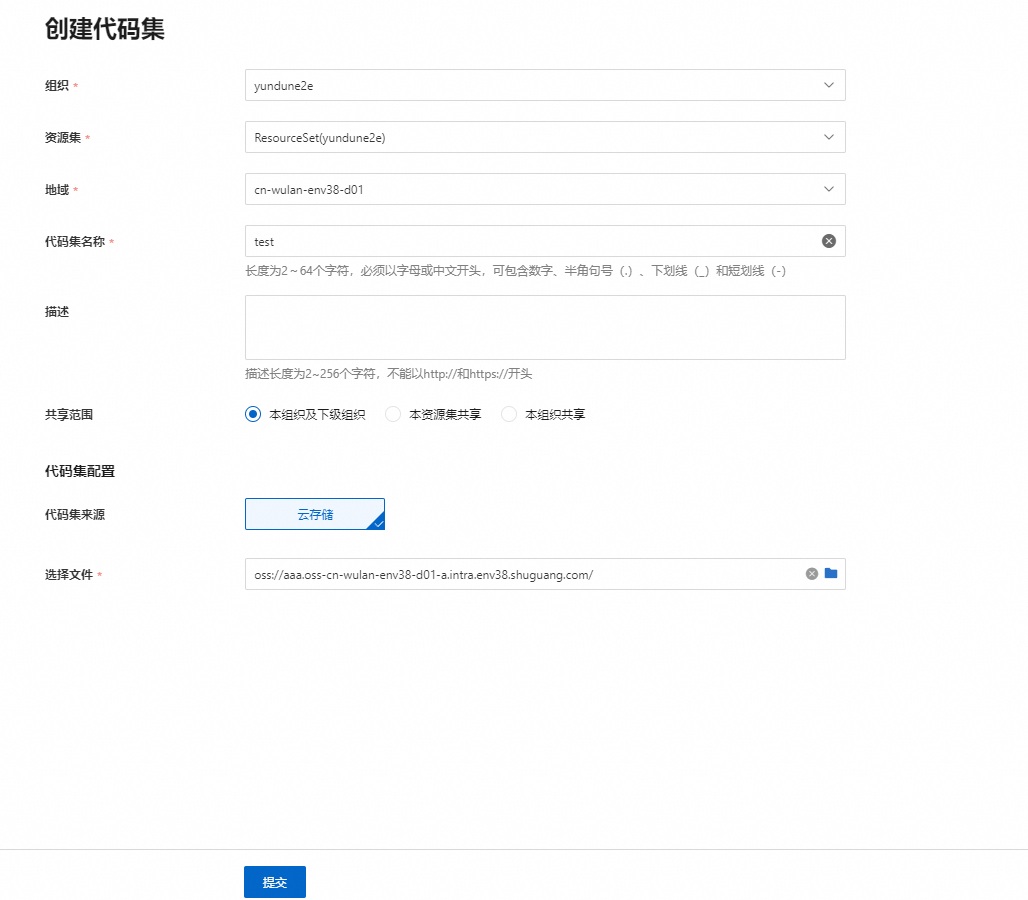 创建代码集
组织 *
yundune2e
资源集 *
ResourceSet(yundune2e)
地域 *
cn-wulan-env38-d01
代码集名称 *
test
长度为2～64个字符，必须以字母或中文开头，可包含数字、半角句号（.）、下划线（_）和短划线（-）
描述
描述长度为2~256个字符，不能以http://和https://开头
共享范围
本组织及下级组织 本资源集共享 本组织共享
代码集配置
代码集来源
云存储
选择文件 *
oss://aaa.oss-cn-wulan-env38-d01-a.intra.env38.shuguang.com/
提交